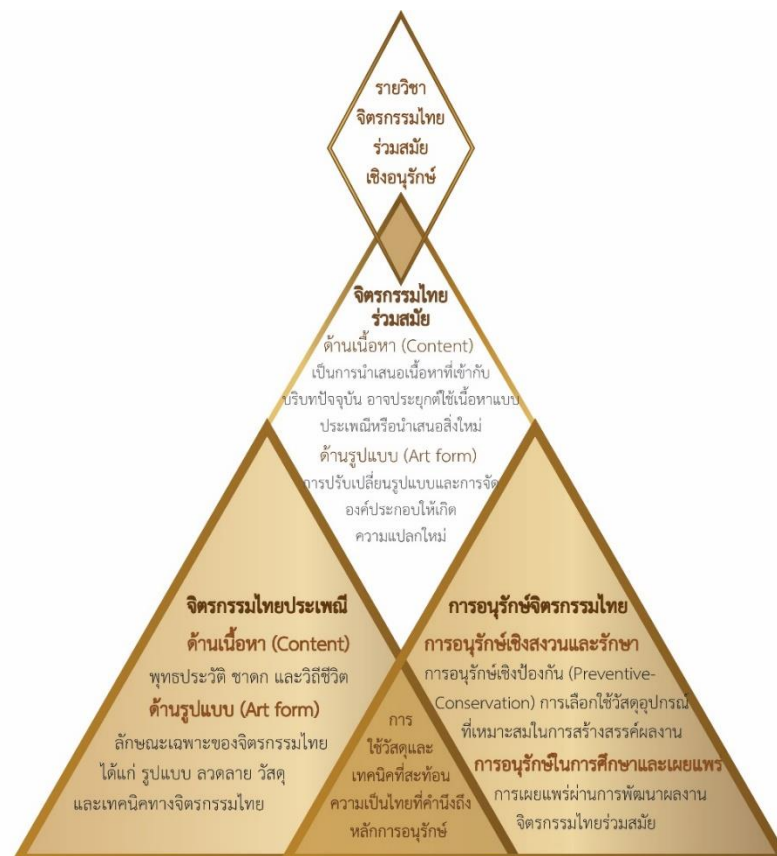 รายวิชา
จิตรกรรมไทย
ร่วมสมัย
เชิงอนุรักษ์
จิตรกรรมไทย
ร่วมสมัย
ด้านเนื้อหา (Content)
เป็นการนำเสนอเนื้อหาที่เข้ากับ
บริบทปัจจุบัน อาจประยุกต์ใช้เนื้อหาแบบ
ประเพณีหรือนำเสนอสิ่งใหม่
ด้านรูปแบบ (Art form)
การปรับเปลี่ยนรูปแบบและการจัด
องค์ประกอบให้เกิด
ความแปลกใหม่
จิตรกรรมไทยประเพณี
ด้านเนื้อหา (Content)
พุทธประวัติ ชาดก และวิถีชีวิต
ด้านรูปแบบ (Art form)
ลักษณะเฉพาะของจิตรกรรมไทย
ได้แก่ รูปแบบ ลวดลาย วัสดุ
และเทคนิคทางจิตรกรรมไทย
การ
ใช้วัสดุและ
เทคนิคที่สะท้อน
ความเป็นไทยที่คำนึงถึง
หลักการอนุรักษ์
การอนุรักษ์จิตรกรรมไทย
การอนุรักษ์เชิงสงวนและรักษา
การอนุรักษ์เชิงป้องกัน (Preventive-
Conservation) การเลือกใช้วัสดุอุปกรณ์
ที่เหมาะสมในการสร้างสรรค์ผลงาน
การอนุรักษ์ในการศึกษาและเผยแพร่
การเผยแพร่ผ่านการพัฒนาผลงาน
จิตรกรรมไทยร่วมสมัย